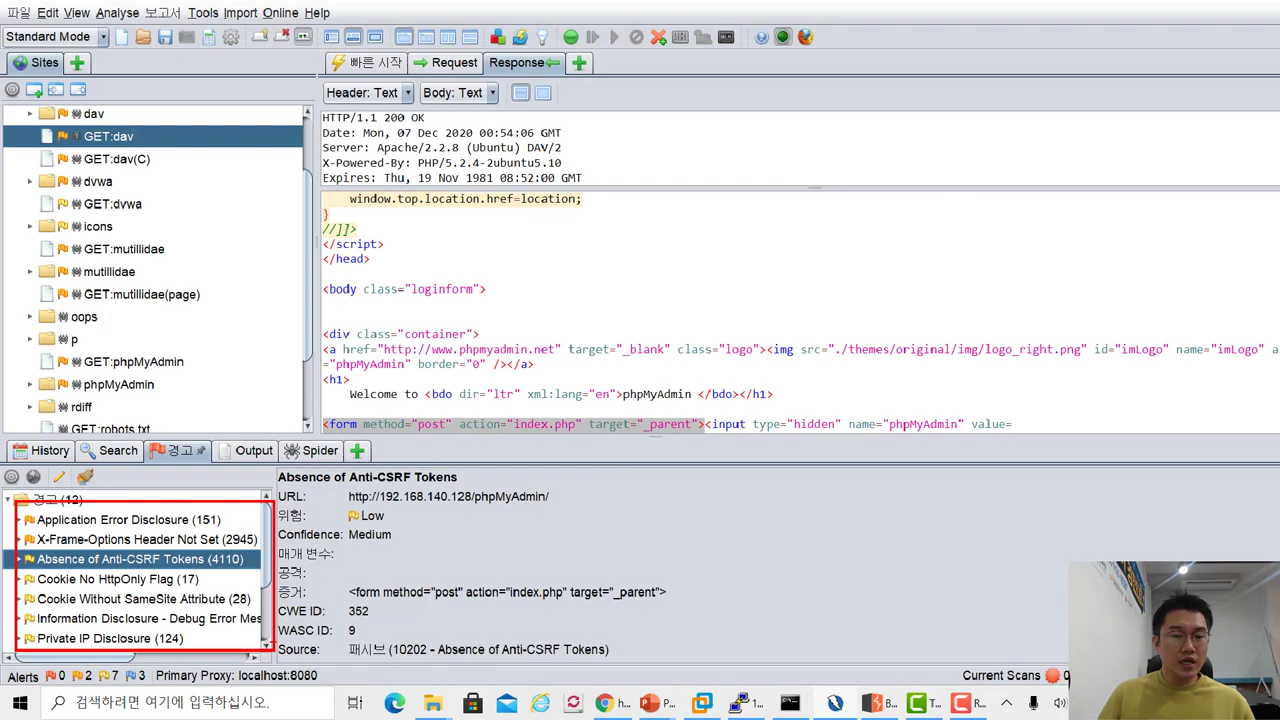 파일 Edit View Analyse 보고서 Tools Import Online Help
Standard Mode
Sites
빠른 시작 Request Response
Header: Text Body: Text
dav
GET:dav
GET:dav(C)
dvwa
GET:dvwa
icons
GET:mutillidae
mutillidae
GET:mutillidae(page)
oops
p
GET:phpMyAdmin
phpMyAdmin
rdiff
GET:robots.txt
HTTP/1.1 200 OK
Date: Mon, 07 Dec 2020 00:54:06 GMT
Server: Apache/2.2.8 (Ubuntu) DAV/2
X-Powered-By: PHP/5.2.4-2ubuntu5.10
Expires: Thu, 19 Nov 1981 08:52:00 GMT
window.top.location.href=location;
}
//]]>
</script>
</head>
<body class="loginform">
<div class="container">
<a href="http://www.phpmyadmin.net" target="_blank" class="logo"><img src="./themes/original/img/logo_right.png" id="imLogo" name="imLogo" a
="phpMyAdmin" border="0" /></a>
<h1>
Welcome to <bdo dir="ltr" xml:lang="en">phpMyAdmin </bdo></h1>
<form method="post" action="index.php" target="_parent"><input type="hidden" name="phpMyAdmin" value=
History Search 경고 Output Spider
경고 (12)
Application Error Disclosure (151)
X-Frame-Options Header Not Set (2945)
Absence of Anti-CSRF Tokens (4110)
Cookie No HttpOnly Flag (17)
Cookie Without SameSite Attribute (28)
Information Disclosure - Debug Error Mes
Private IP Disclosure (124)
Absence of Anti-CSRF Tokens
URL: http://192.168.140.128/phpMyAdmin/
위험: Low
Confidence: Medium
매개 변수:
공격:
증거: <form method="post" action="index.php" target="_parent">
CWE ID: 352
WASC ID: 9
Source: 패시브 (10202 - Absence of Anti-CSRF Tokens)
Alerts 0 2 7 3 Primary Proxy: localhost:8080 Current Scans 0
검색하려면 여기에 입력하십시오. h... P... 1... B... T... R...